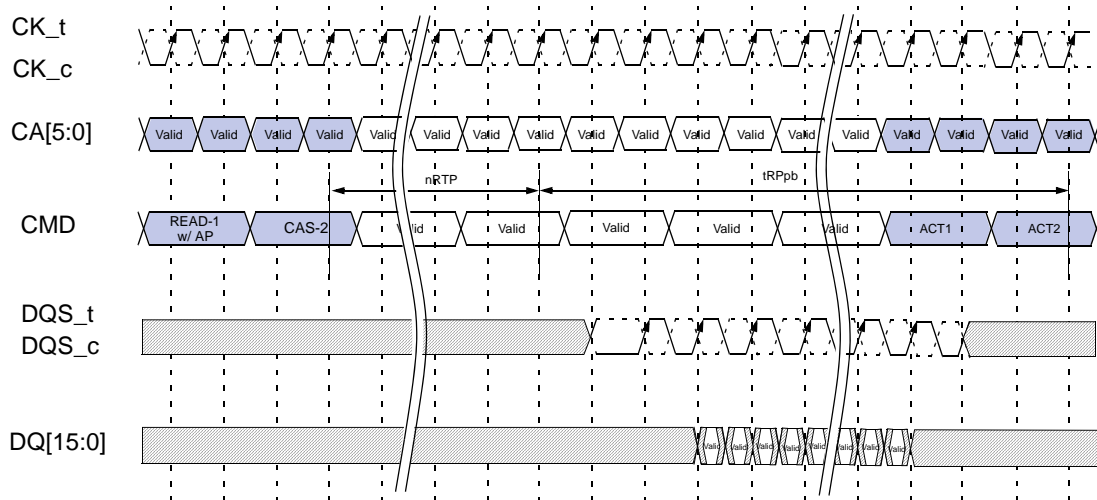 CK_t
CK_c
CA[5:0] Valid Valid Valid Valid Valid Valid Valid Valid Valid Valid Valid Valid Valid Valid Valid Valid Valid Valid
nRTP tRPpb
CMD READ-1 w/ AP CAS-2 Valid Valid Valid Valid Valid ACT1 ACT2
DQS_t
DQS_c
DQ[15:0] Valid Valid Valid Valid Valid Valid Valid Valid